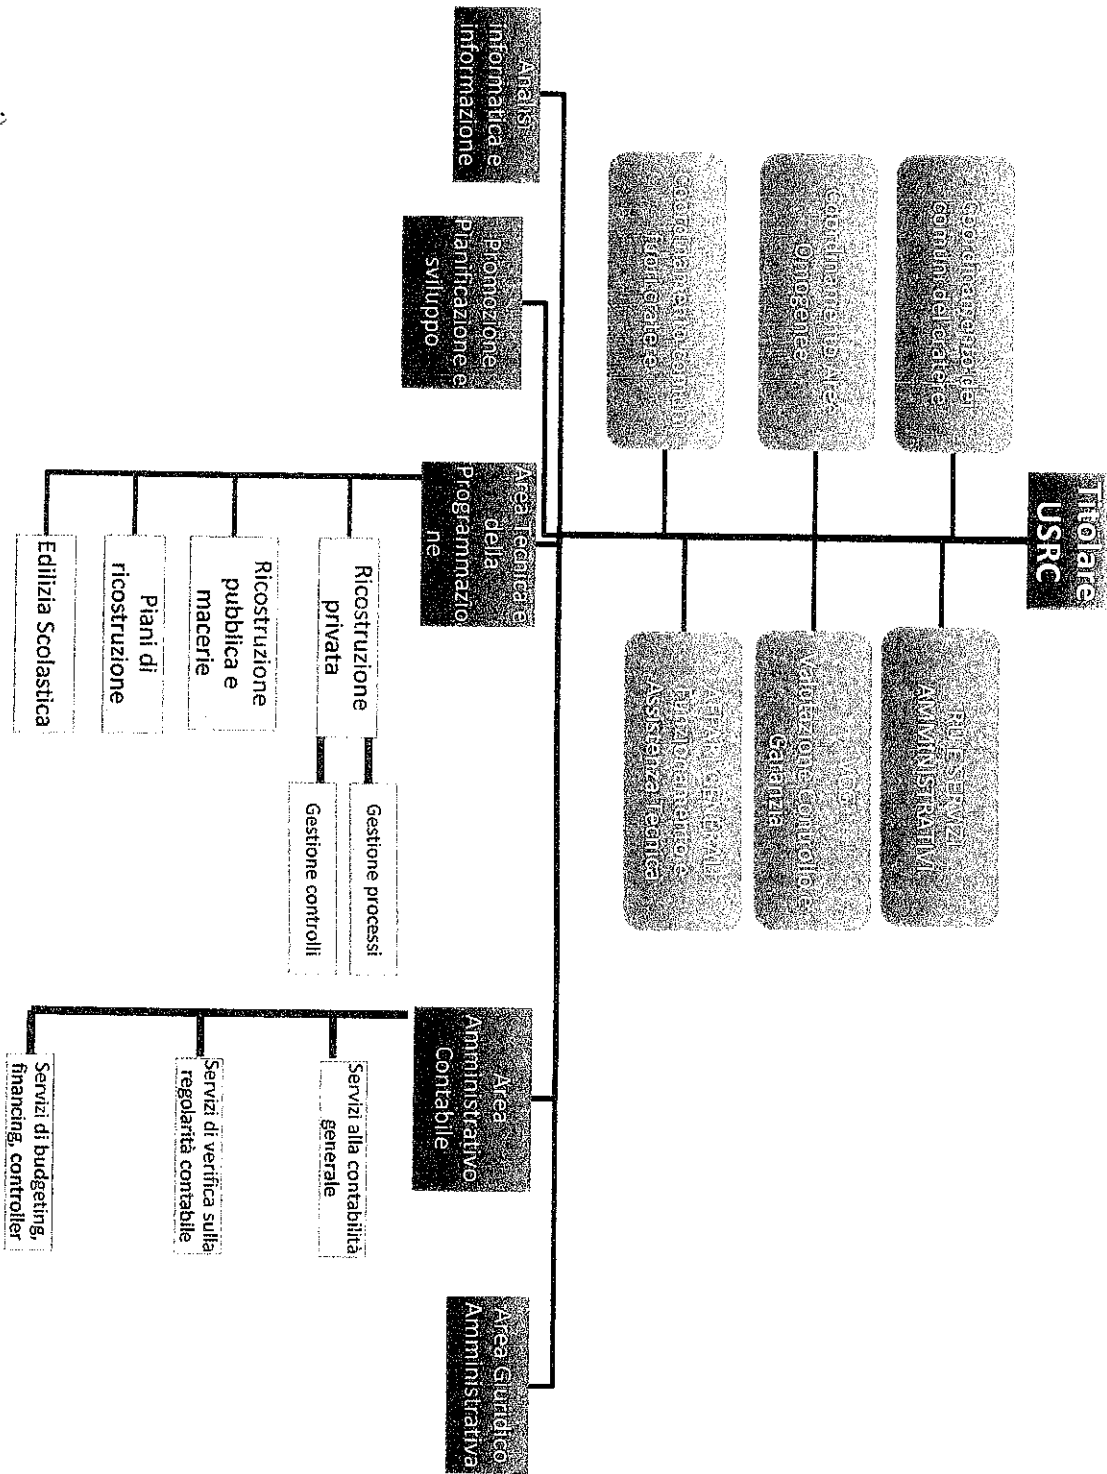 Titolare
USRC
Coordinamento dei
comuni del cratere
RU E SERVIZI
AMMINISTRATIVI
Coordinamento Aree
Omogenee
Valutazione Controllo e
Garanzia
Coordinamento comuni
fuori cratere
AFFARI GENERALI
Funzionamento e
Assistenza Tecnica
Analisi
informatica e
informazione
Promozione
Pianificazione e
sviluppo
Area Tecnica e
della
Programmazio
ne
Ricostruzione
privata
Gestione processi
Gestione controlli
Ricostruzione
pubblica e
macerie
Piani di
ricostruzione
Edilizia Scolastica
Area
Amministrativo
Contabile
Servizi alla contabilità
generale
Servizi di verifica sulla
regolarità contabile
Servizi di budgeting,
financing, controller
Area Giuridico
Amministrativa